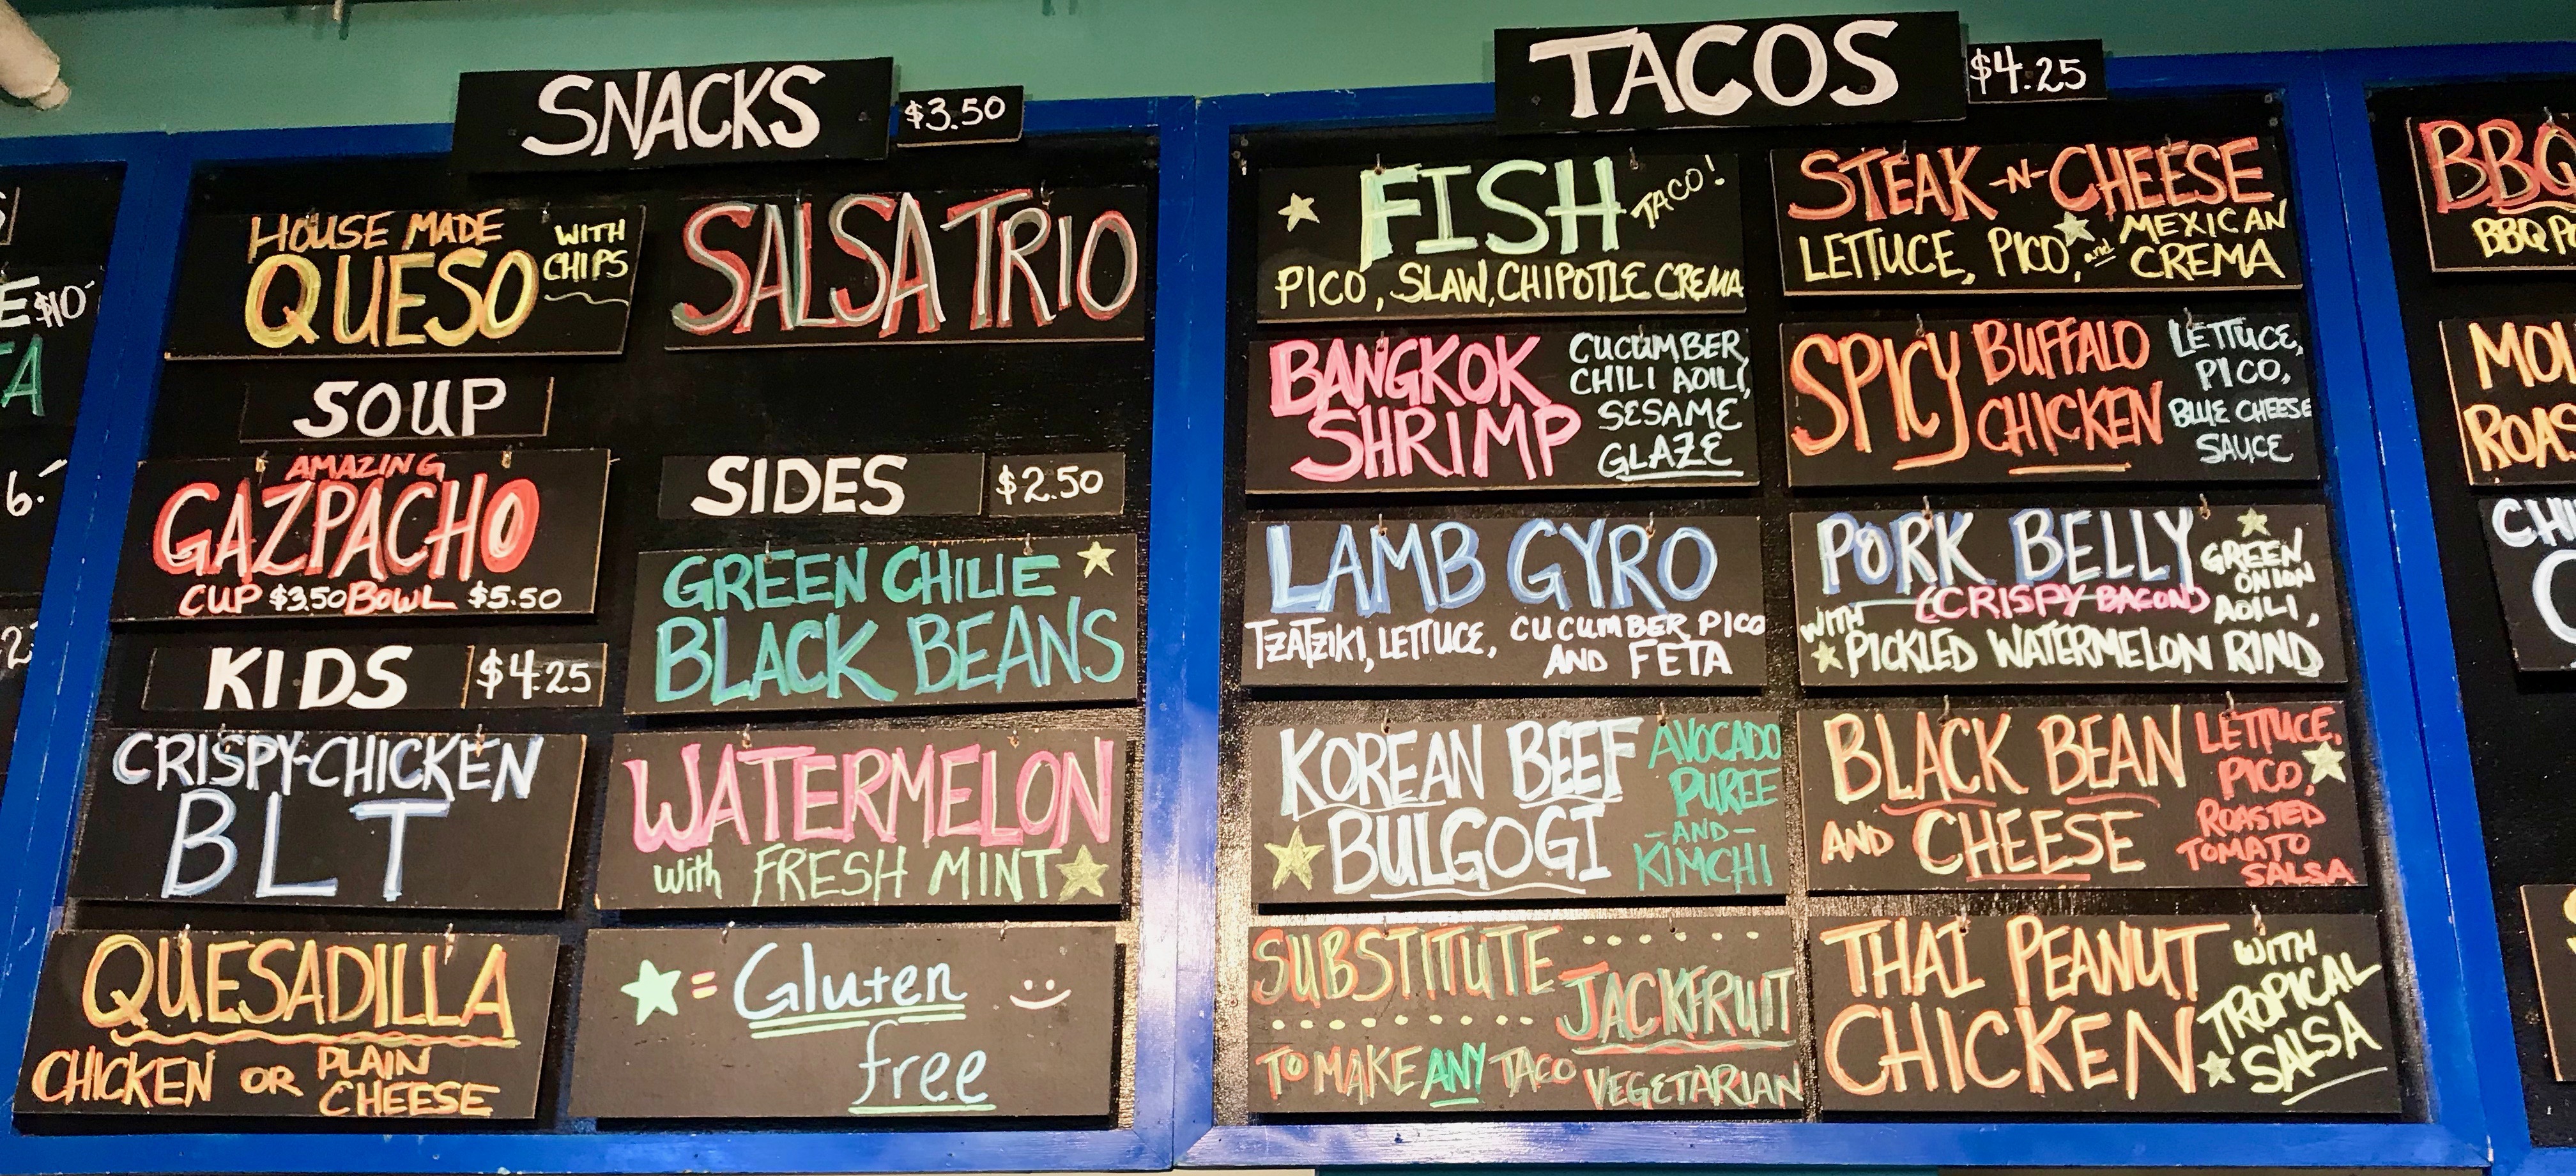 SNACKS $3.50
HOUSE MADE
QUESO
WITH
CHIPS
SALSA TRIO
SOUP
AMAZING
GAZPACHO
CUP $3.50 BOWL $5.50
SIDES $2.50
GREEN CHILIE
BLACK BEANS
KIDS $4.25
CRISPY-CHICKEN
BLT
WATERMELON
with FRESH MINT
QUESADILLA
CHICKEN OR PLAIN
CHEESE
= Gluten
free
TACOS $4.25
FISH TACO!
PICO, SLAW, CHIPOTLE CREMA
STEAK -N- CHEESE
LETTUCE, PICO, and MEXICAN
CREMA
BANGKOK
SHRIMP
CUCUMBER,
CHILI AOILI,
SESAME
GLAZE
SPICY BUFFALO
CHICKEN
LETTUCE,
PICO,
BLUE CHEESE
SAUCE
LAMB GYRO
TZATZIKI, LETTUCE, CUCUMBER PICO
AND FETA
PORK BELLY
(CRISPY BACON)
GREEN
ONION
AOILI,
WITH
PICKLED WATERMELON RIND
KOREAN BEEF
BULGOGI
AVOCADO
PUREE
-AND-
KIMCHI
BLACK BEAN
AND CHEESE
LETTUCE,
PICO,
ROASTED
TOMATO
SALSA
SUBSTITUTE
JACKFRUIT
TO MAKE ANY TACO VEGETARIAN
THAI PEANUT
CHICKEN
WITH
TROPICAL
SALSA
$10
6.
BBQ
BBQ